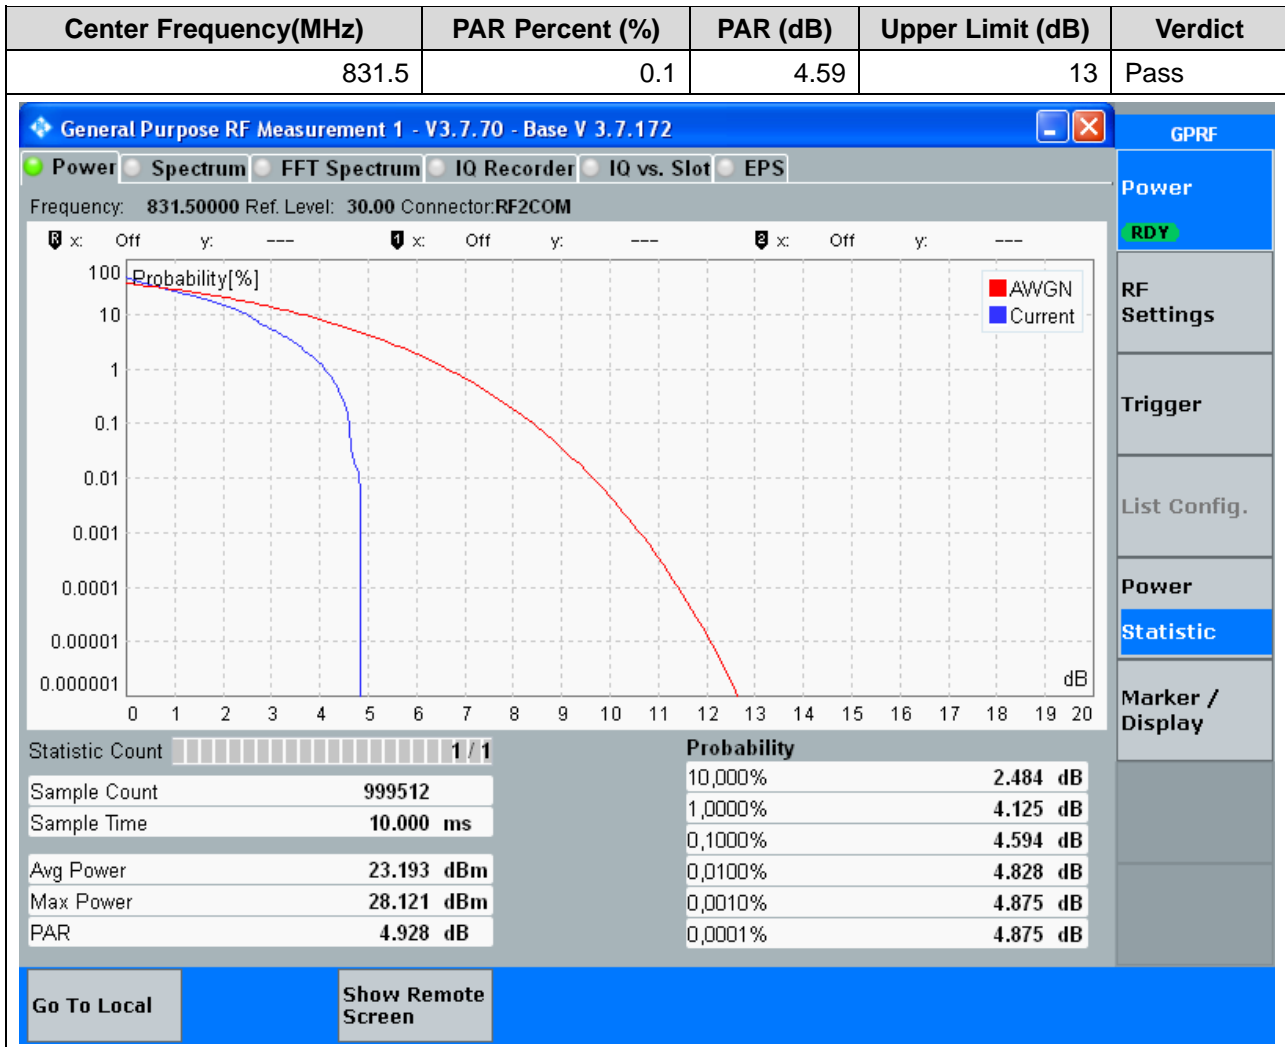 Center Frequency(MHz) PAR Percent (%) PAR (dB) Upper Limit (dB) Verdict
831.5 0.1 4.59 13 Pass
General Purpose RF Measurement 1 - V3.7.70 - Base V 3.7.172
GPRF
Power Spectrum FFT Spectrum IQ Recorder IQ vs. Slot EPS
Power
RDY
Frequency: 831.50000 Ref. Level: 30.00 Connector:RF2COM
R x: Off y: --- 1 x: Off y: --- 2 x: Off y: ---
Probability[%]
AWGN
Current
100
10
1
0.1
0.01
0.001
0.0001
0.00001
0.000001
dB
0 1 2 3 4 5 6 7 8 9 10 11 12 13 14 15 16 17 18 19 20
RF
Settings
Trigger
List Config.
Power
Statistic
Marker /
Display
Statistic Count 1 / 1
Sample Count 999512
Sample Time 10.000 ms
Avg Power 23.193 dBm
Max Power 28.121 dBm
PAR 4.928 dB
Probability
10,000% 2.484 dB
1,0000% 4.125 dB
0,1000% 4.594 dB
0,0100% 4.828 dB
0,0010% 4.875 dB
0,0001% 4.875 dB
Go To Local
Show Remote
Screen